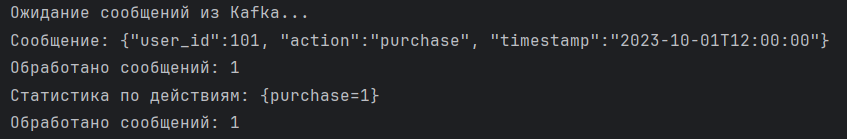 Ожидание сообщений из Kafka...
Сообщение: {"user_id":101, "action":"purchase", "timestamp":"2023-10-01T12:00:00"}
Обработано сообщений: 1
Статистика по действиям: {purchase=1}
Обработано сообщений: 1